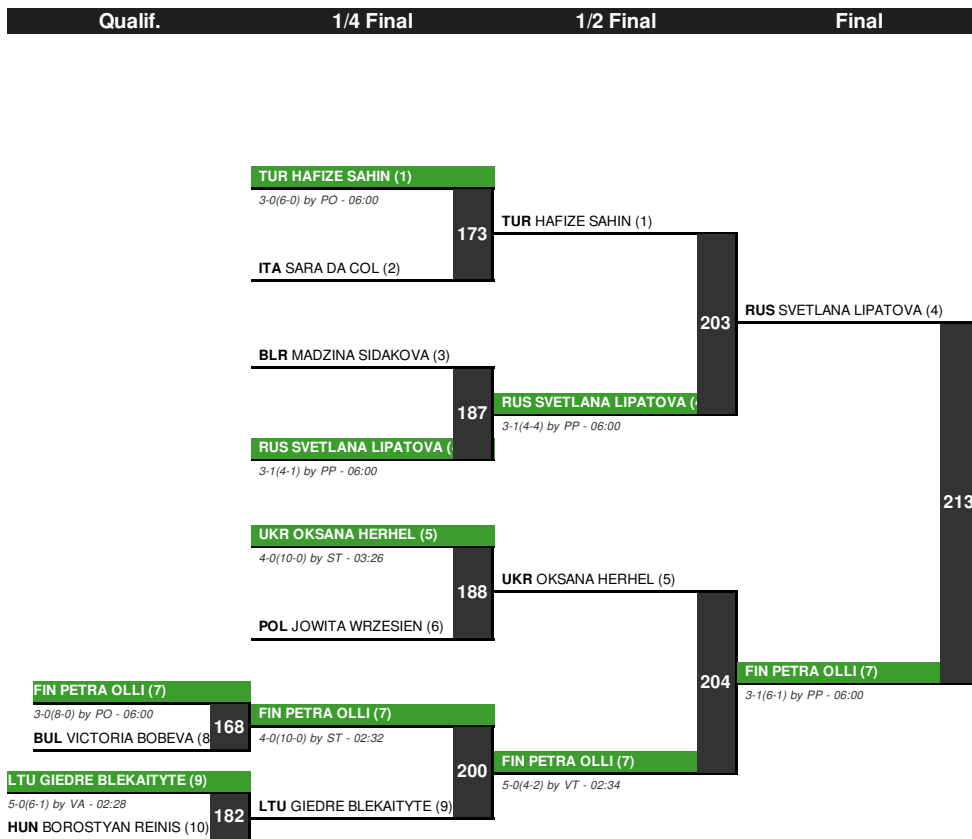 Qualif. 1/4 Final 1/2 Final Final
TUR HAFIZE SAHIN (1)
3-0(6-0) by PO - 06:00
173
TUR HAFIZE SAHIN (1)
ITA SARA DA COL (2)
203
RUS SVETLANA LIPATOVA (4)
BLR MADZINA SIDAKOVA (3)
187
RUS SVETLANA LIPATOVA (4
3-1(4-4) by PP - 06:00
RUS SVETLANA LIPATOVA (
3-1(4-1) by PP - 06:00
213
UKR OKSANA HERHEL (5)
4-0(10-0) by ST - 03:26
188
UKR OKSANA HERHEL (5)
POL JOWITA WRZESIEN (6)
204
FIN PETRA OLLI (7)
3-1(6-1) by PP - 06:00
FIN PETRA OLLI (7)
3-0(8-0) by PO - 06:00
168
BUL VICTORIA BOBEVA (8
FIN PETRA OLLI (7)
4-0(10-0) by ST - 02:32
200
FIN PETRA OLLI (7)
5-0(4-2) by VT - 02:34
LTU GIEDRE BLEKAITYTE (9)
5-0(6-1) by VA - 02:28
182
LTU GIEDRE BLEKAITYTE (9)
HUN BOROSTYAN REINIS (10)